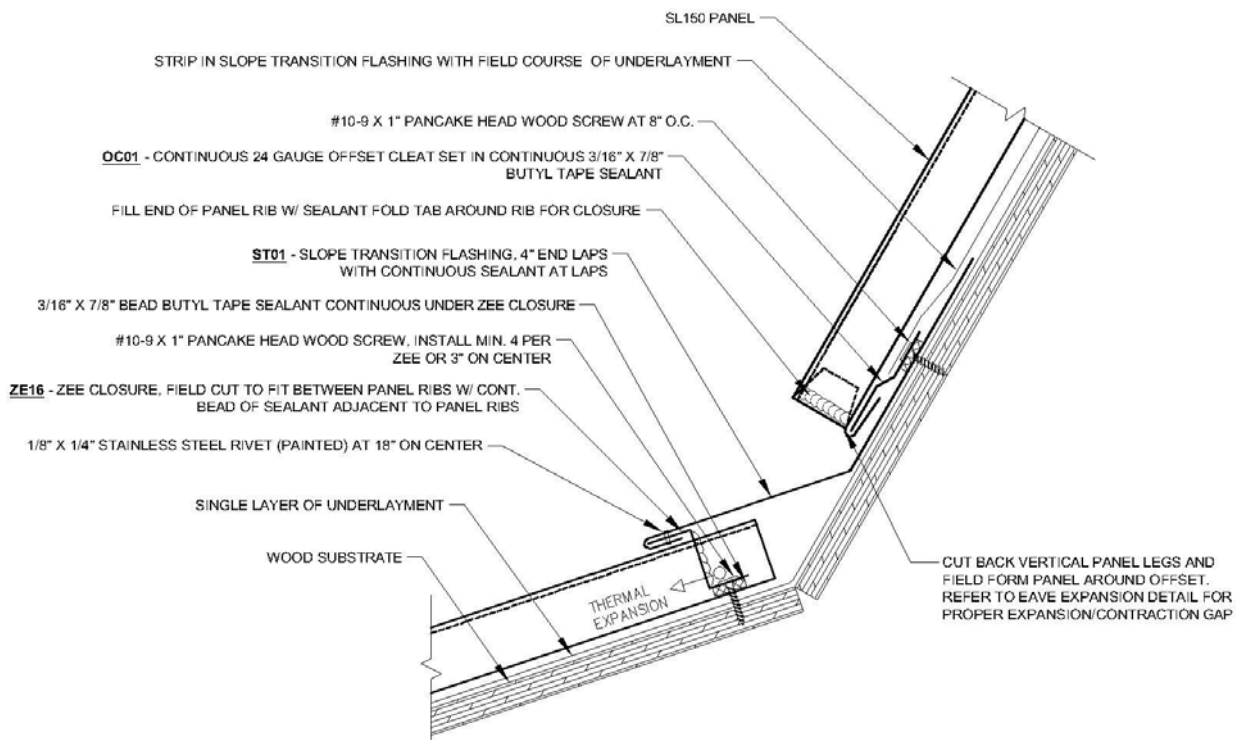 SL150 PANEL
STRIP IN SLOPE TRANSITION FLASHING WITH FIELD COURSE OF UNDERLAYMENT
#10-9 X 1" PANCAKE HEAD WOOD SCREW AT 8" O.C.
OC01 - CONTINUOUS 24 GAUGE OFFSET CLEAT SET IN CONTINUOUS 3/16" X 7/8"
BUTYL TAPE SEALANT
FILL END OF PANEL RIB W/ SEALANT FOLD TAB AROUND RIB FOR CLOSURE
ST01 - SLOPE TRANSITION FLASHING, 4" END LAPS
WITH CONTINUOUS SEALANT AT LAPS
3/16" X 7/8" BEAD BUTYL TAPE SEALANT CONTINUOUS UNDER ZEE CLOSURE
#10-9 X 1" PANCAKE HEAD WOOD SCREW, INSTALL MIN. 4 PER
ZEE OR 3" ON CENTER
ZE16 - ZEE CLOSURE, FIELD CUT TO FIT BETWEEN PANEL RIBS W/ CONT.
BEAD OF SEALANT ADJACENT TO PANEL RIBS
1/8" X 1/4" STAINLESS STEEL RIVET (PAINTED) AT 18" ON CENTER
SINGLE LAYER OF UNDERLAYMENT
WOOD SUBSTRATE
THERMAL
EXPANSION
CUT BACK VERTICAL PANEL LEGS AND
FIELD FORM PANEL AROUND OFFSET.
REFER TO EAVE EXPANSION DETAIL FOR
PROPER EXPANSION/CONTRACTION GAP